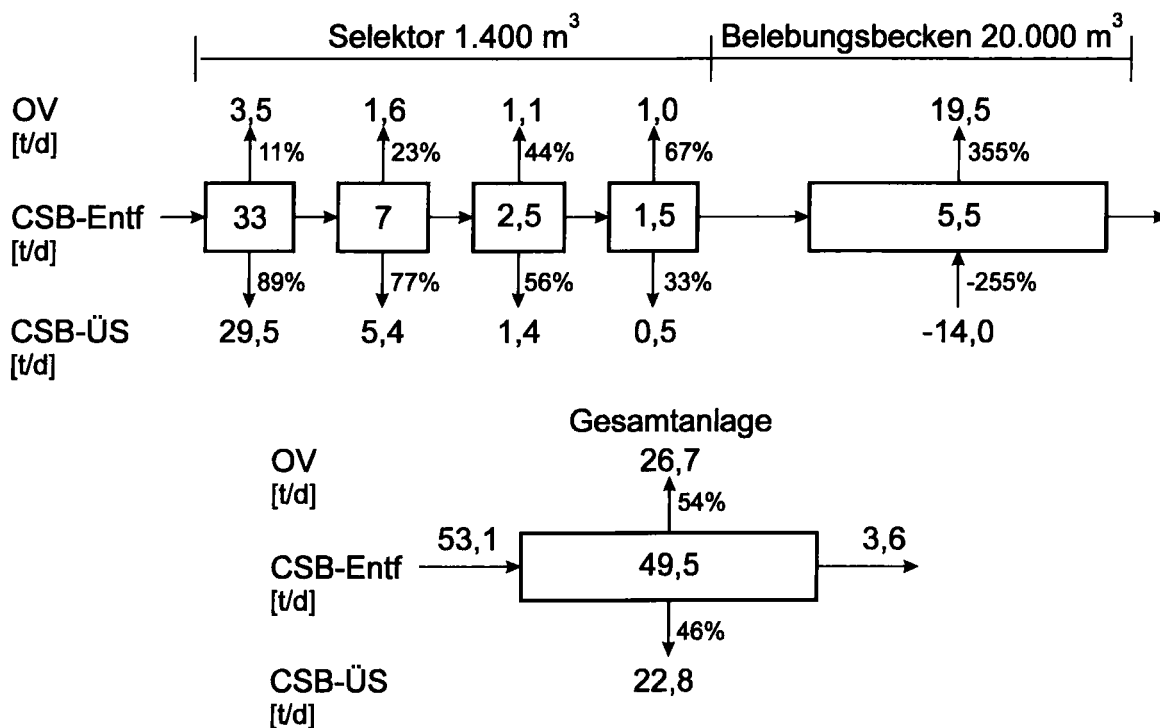 Selektor 1.400 m³ Belebungsbecken 20.000 m³
OV 3,5 1,6 1,1 1,0 19,5
[t/d] 11% 23% 44% 67% 355%
CSB-Entf 33 7 2,5 1,5 5,5
[t/d] 89% 77% 56% 33% -255%
CSB-ÜS 29,5 5,4 1,4 0,5 -14,0
[t/d]
Gesamtanlage
OV 26,7
[t/d] 54%
53,1 3,6
CSB-Entf 49,5
[t/d] 46%
CSB-ÜS 22,8
[t/d]